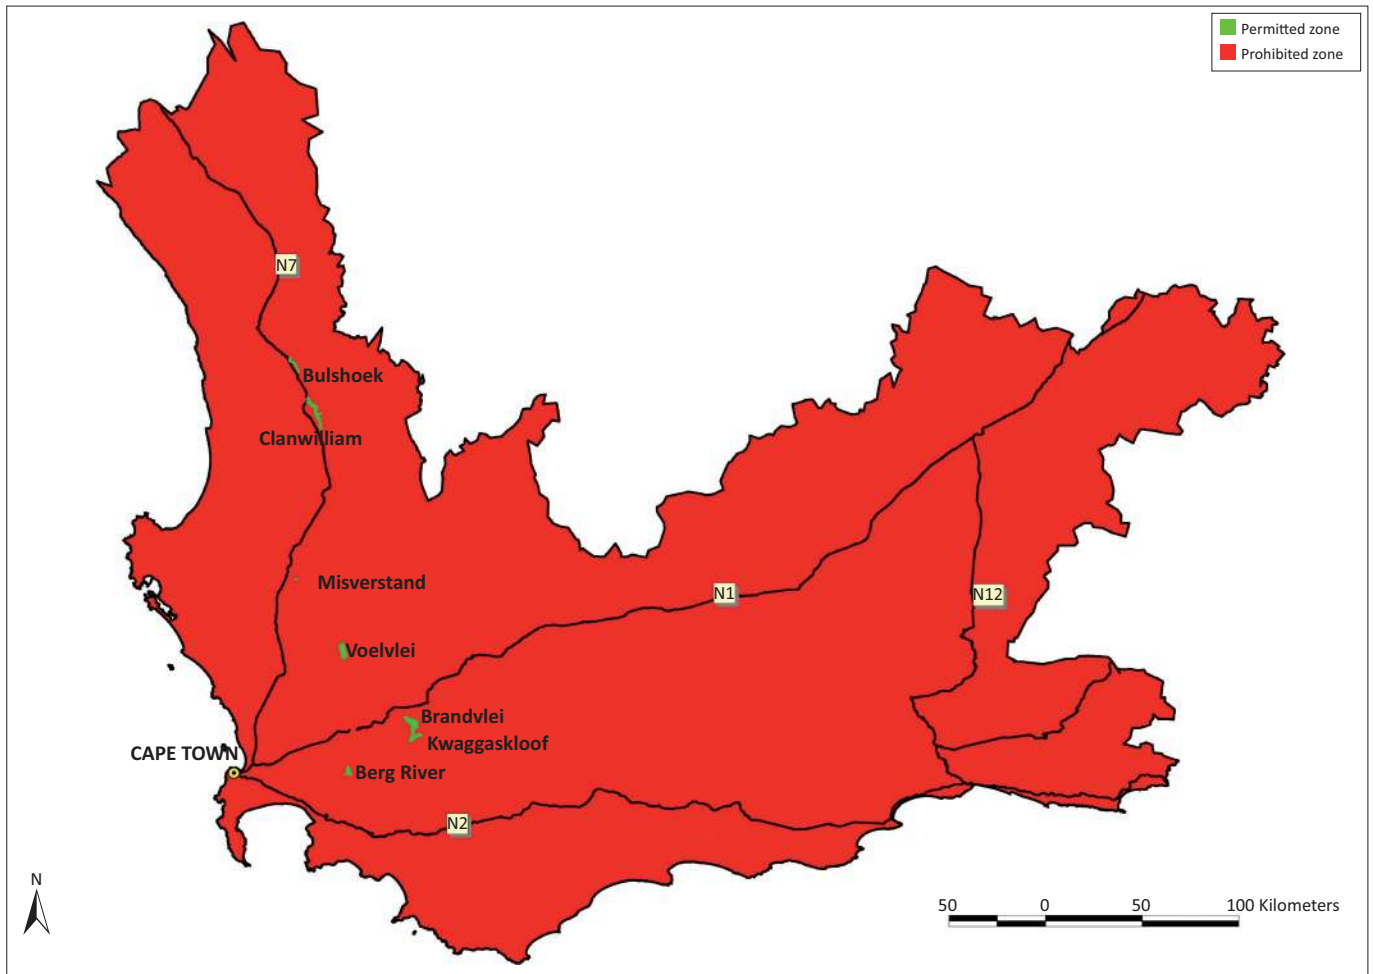 Permitted zone
Prohibited zone
N7
Bulshoek
Clanwilliam
Misverstand
N1
N12
Voelvlei
Brandvlei
Kwaggaskloof
CAPE TOWN
Berg River
N2
N
50 0 50 100 Kilometers